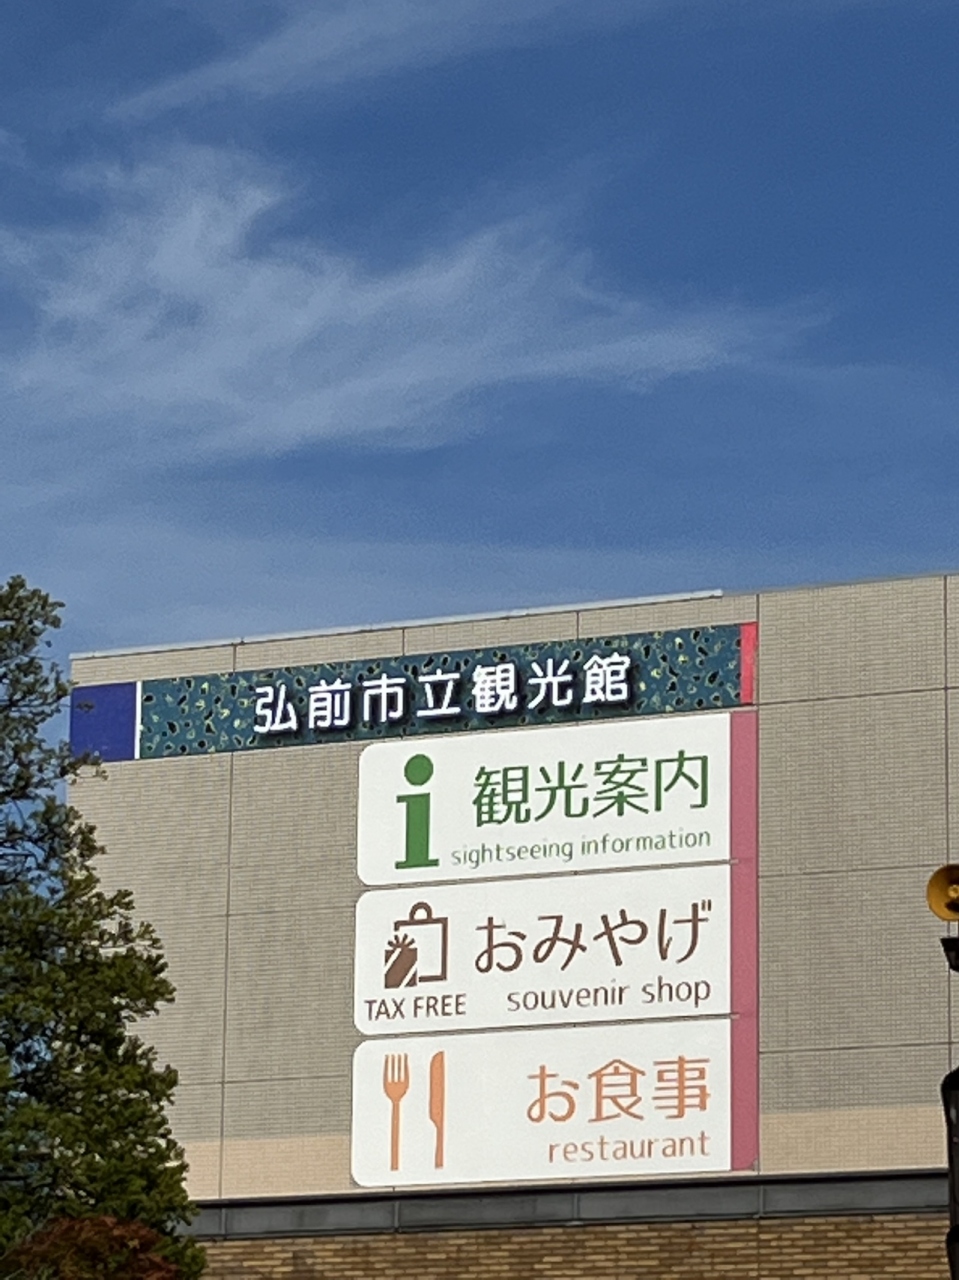 弘前市立観光館
観光案内
sightseeing information
おみやげ
TAX FREE souvenir shop
お食事
restaurant